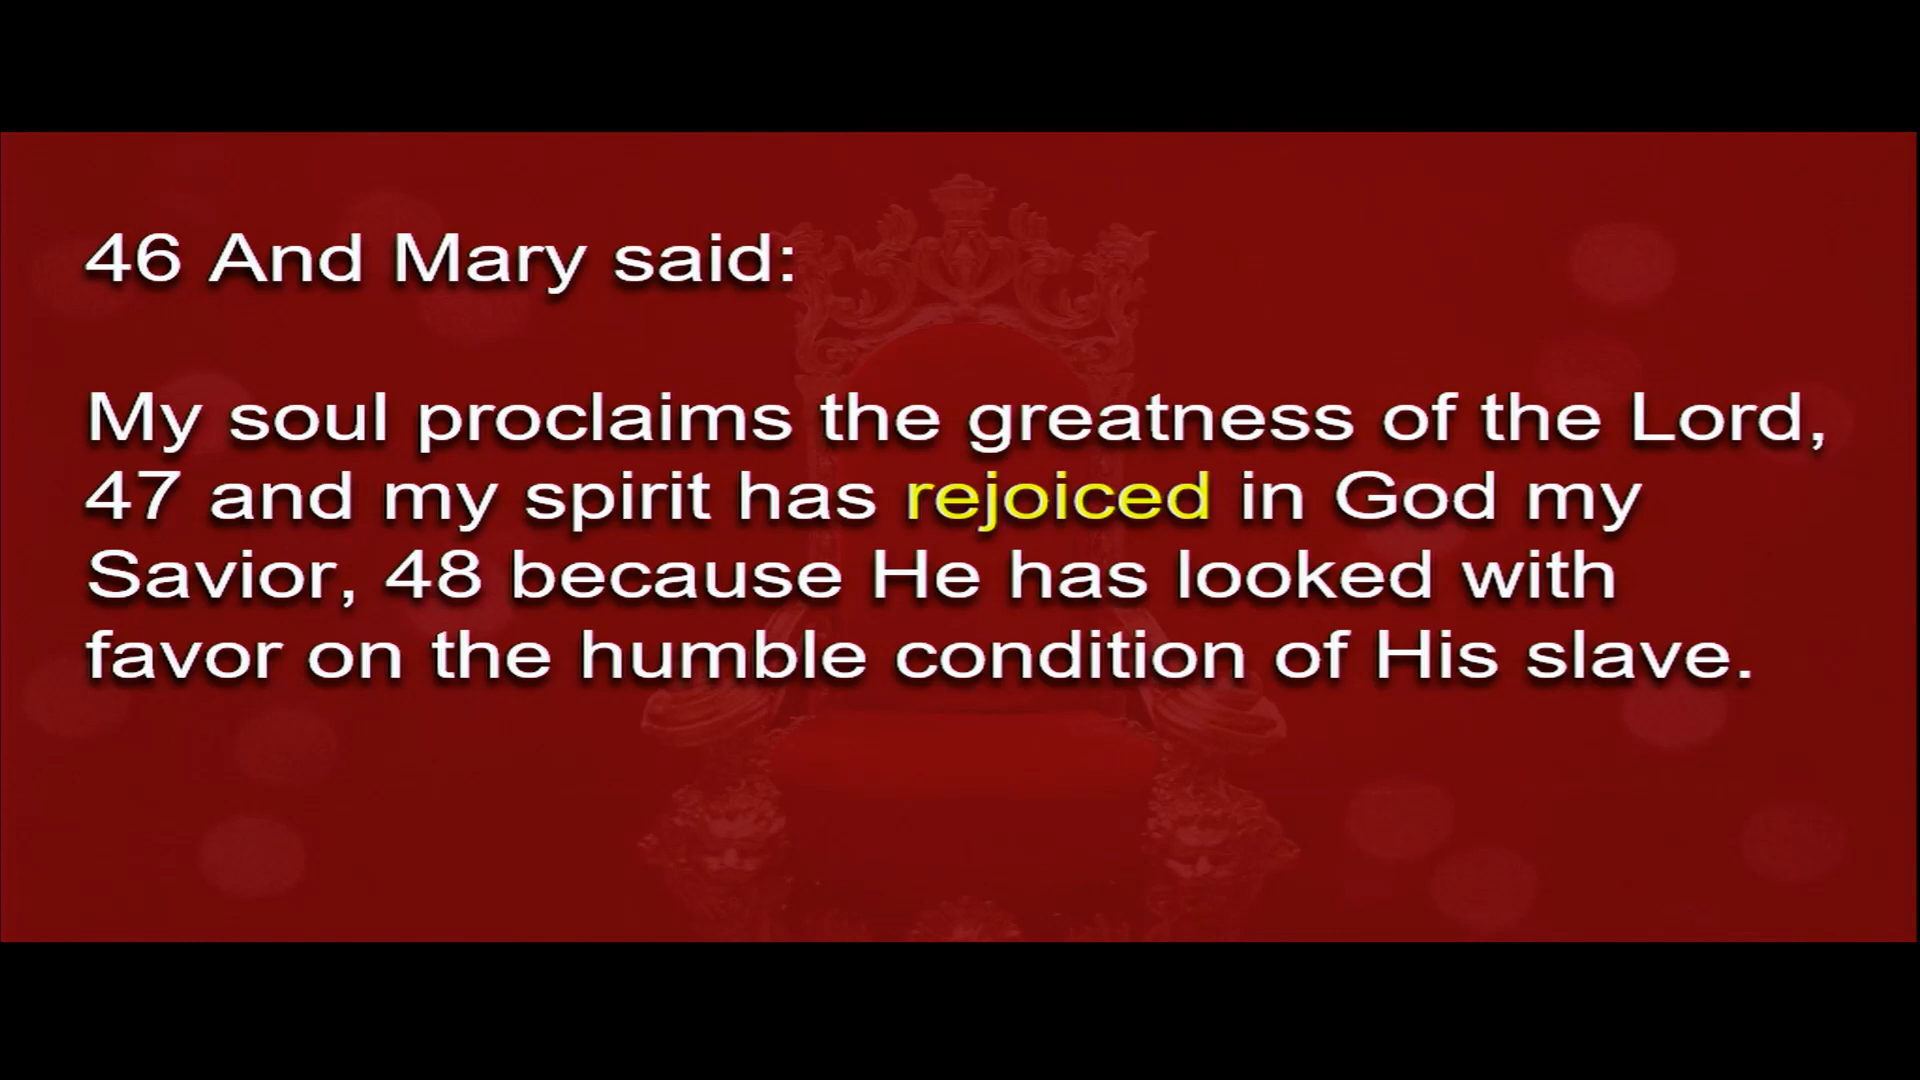 46 And Mary said:
My soul proclaims the greatness of the Lord,
47 and my spirit has rejoiced in God my
Savior, 48 because He has looked with
favor on the humble condition of His slave.